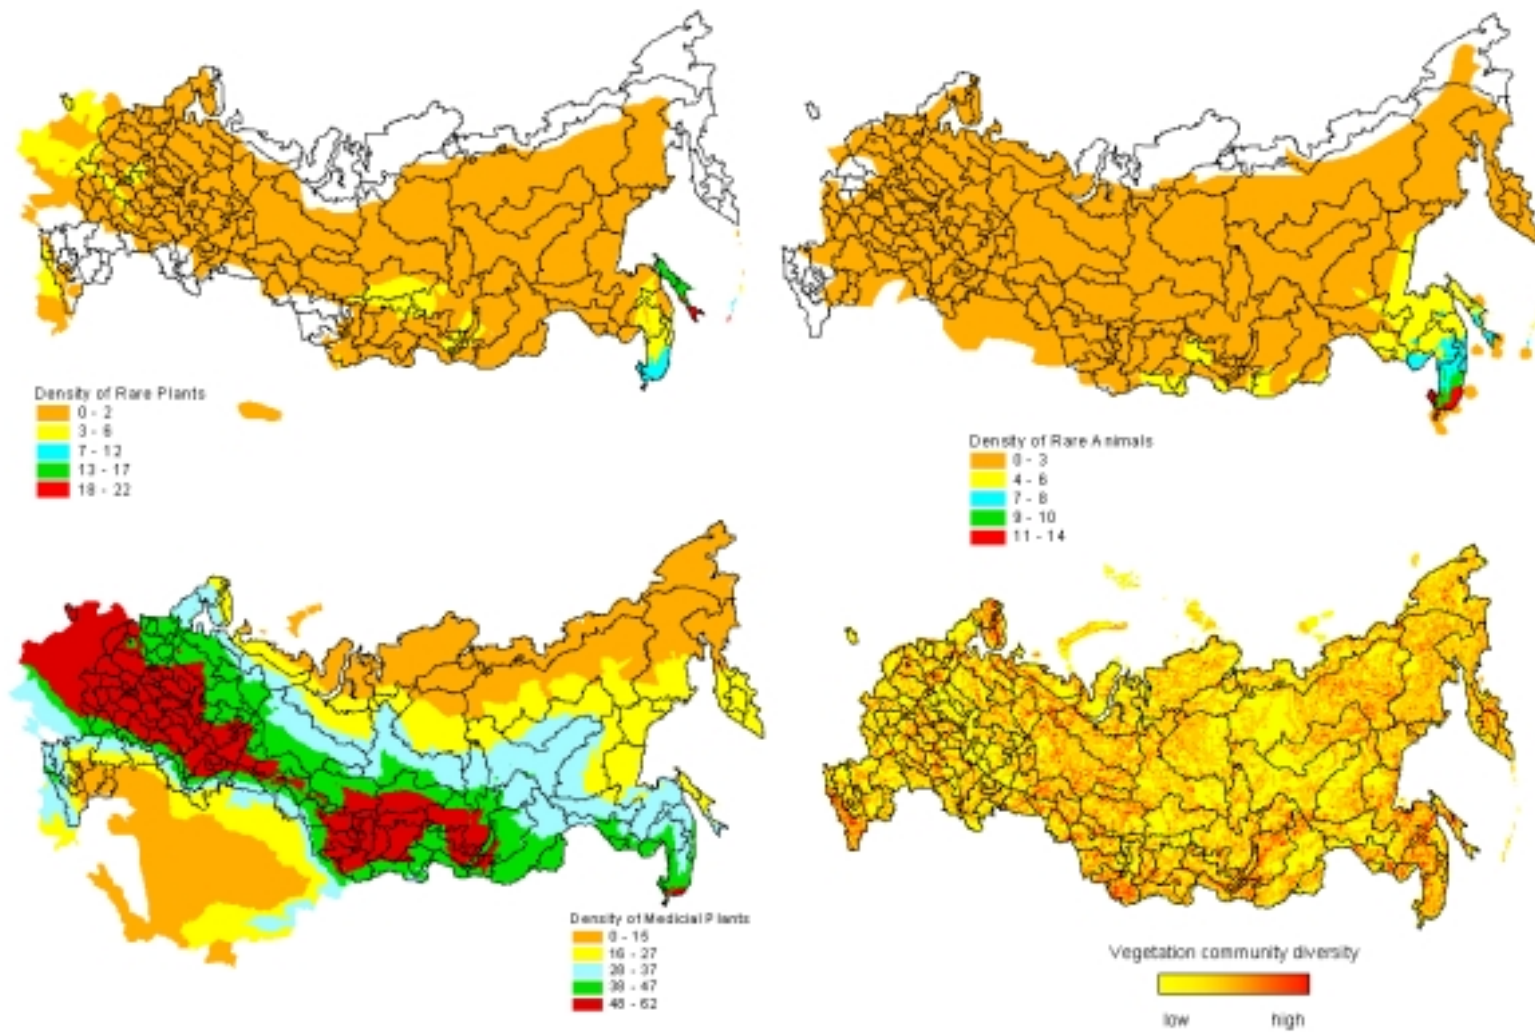 Density of Rare Plants
0 - 2
3 - 6
7 - 12
13 - 17
18 - 22
Density of Rare Animals
0 - 3
4 - 6
7 - 8
9 - 10
11 - 14
Density of Medicial Plants
0 - 15
16 - 27
28 - 37
38 - 47
48 - 62
Vegetation community diversity
low high